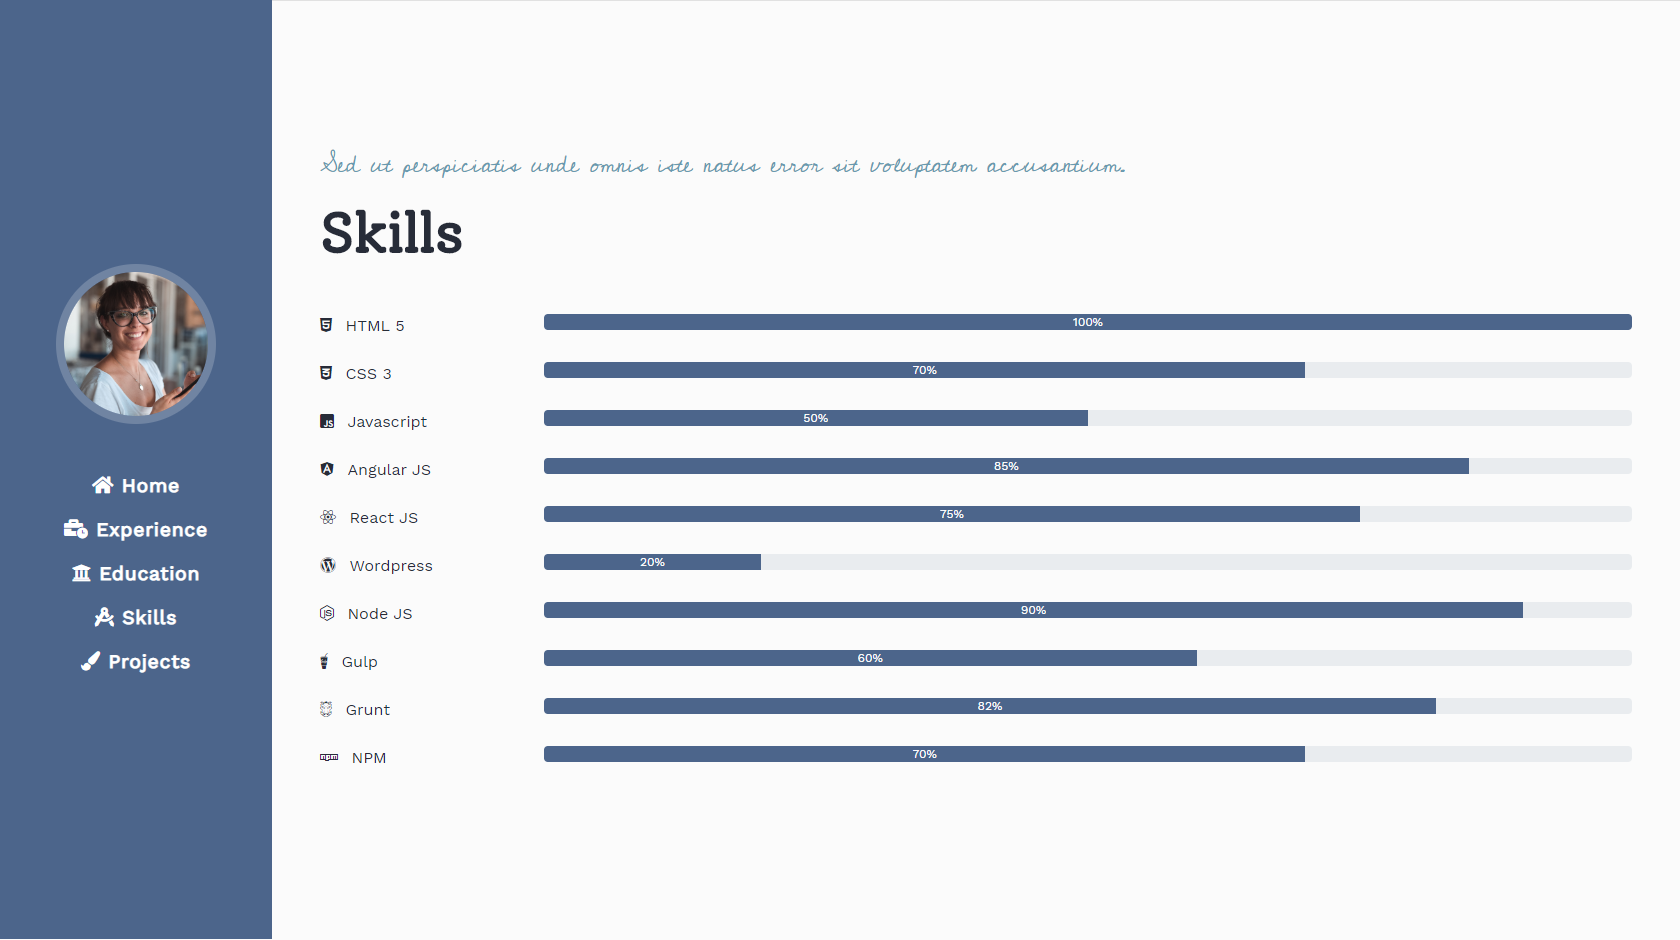 Home
Experience
Education
Skills
Projects
Sed ut perspiciatis unde omnis iste natus error sit voluptatem accusantium.
Skills
HTML 5 100%
CSS 3 70%
JS Javascript 50%
Angular JS 85%
React JS 75%
Wordpress 20%
Node JS 90%
Gulp 60%
Grunt 82%
npm NPM 70%